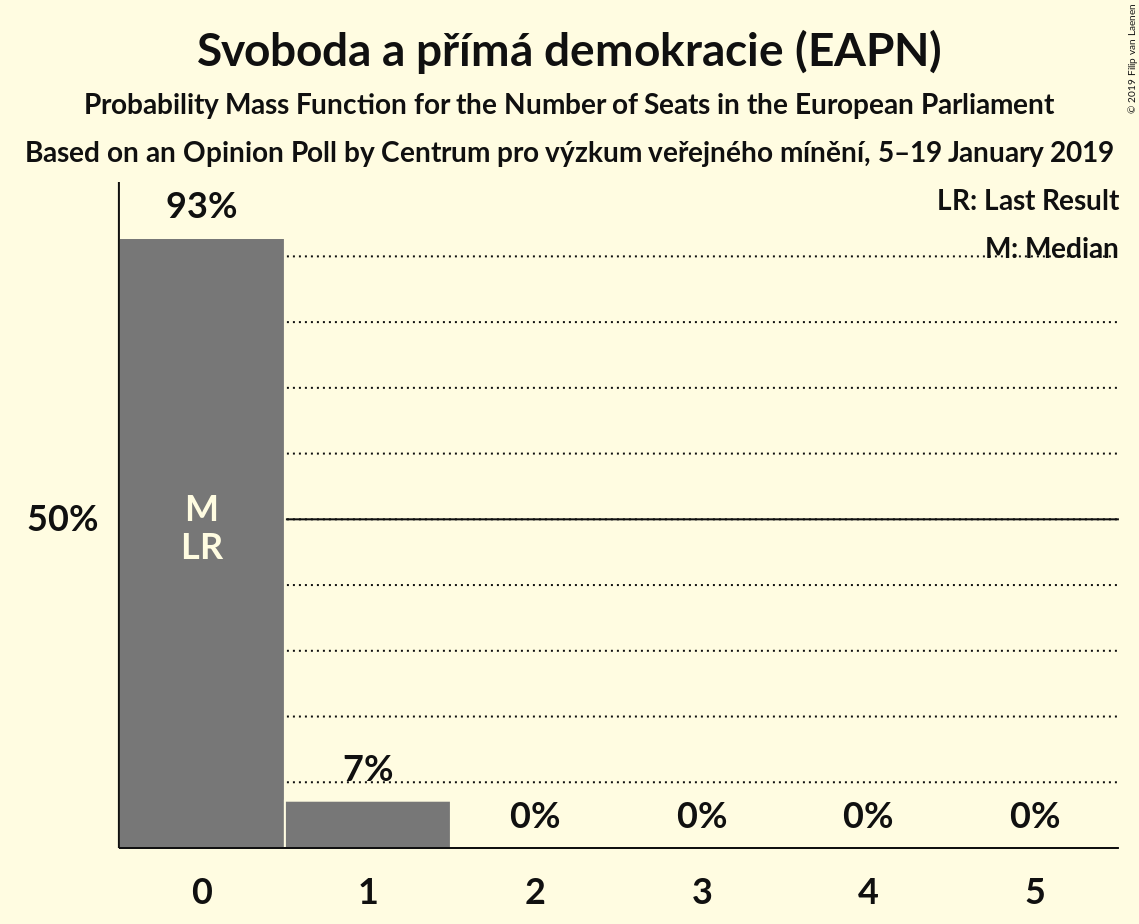 Svoboda a přímá demokracie (EAPN)
Probability Mass Function for the Number of Seats in the European Parliament
Based on an Opinion Poll by Centrum pro výzkum veřejného mínění, 5–19 January 2019
© 2019 Filip van Laenen
LR: Last Result
M: Median
93%
50%
M
LR
7%
0%
0%
0%
0%
0
1
2
3
4
5